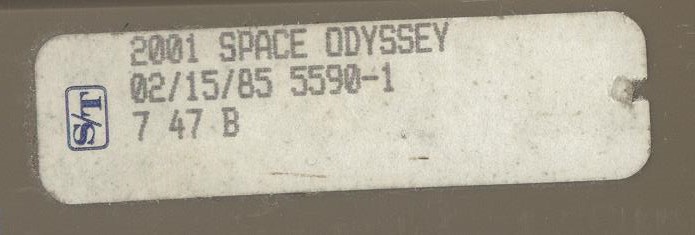 2001 SPACE ODYSSEY
02/15/85 5590-1
7 47 B
S/T